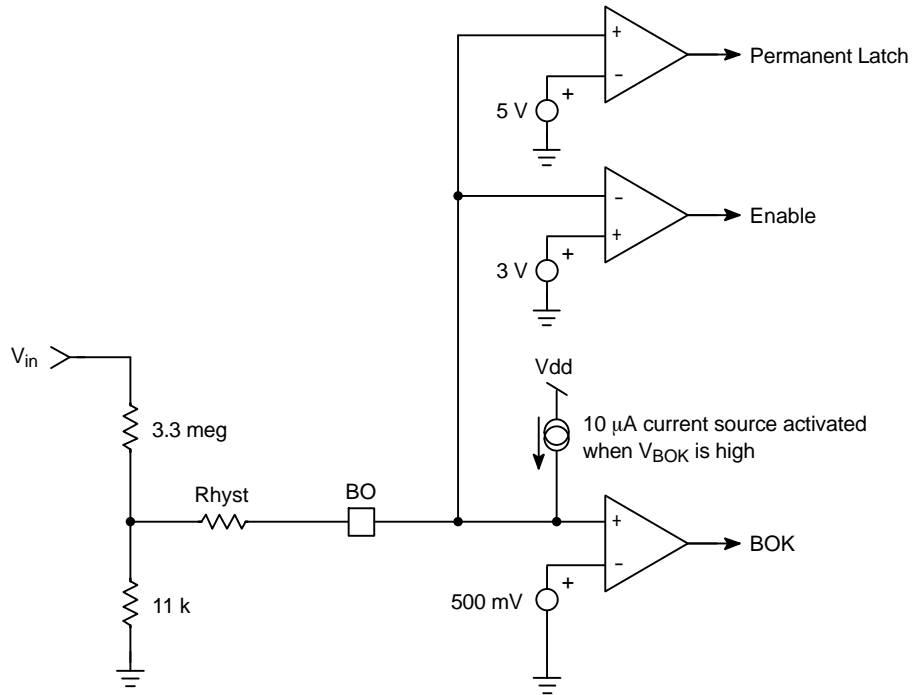 +
-
Permanent Latch
+
5 V
-
+
Enable
+
3 V
Vin
Vdd
3.3 meg
10 μA current source activated
when VBOK is high
Rhyst
BO
+
-
BOK
+
500 mV
11 k